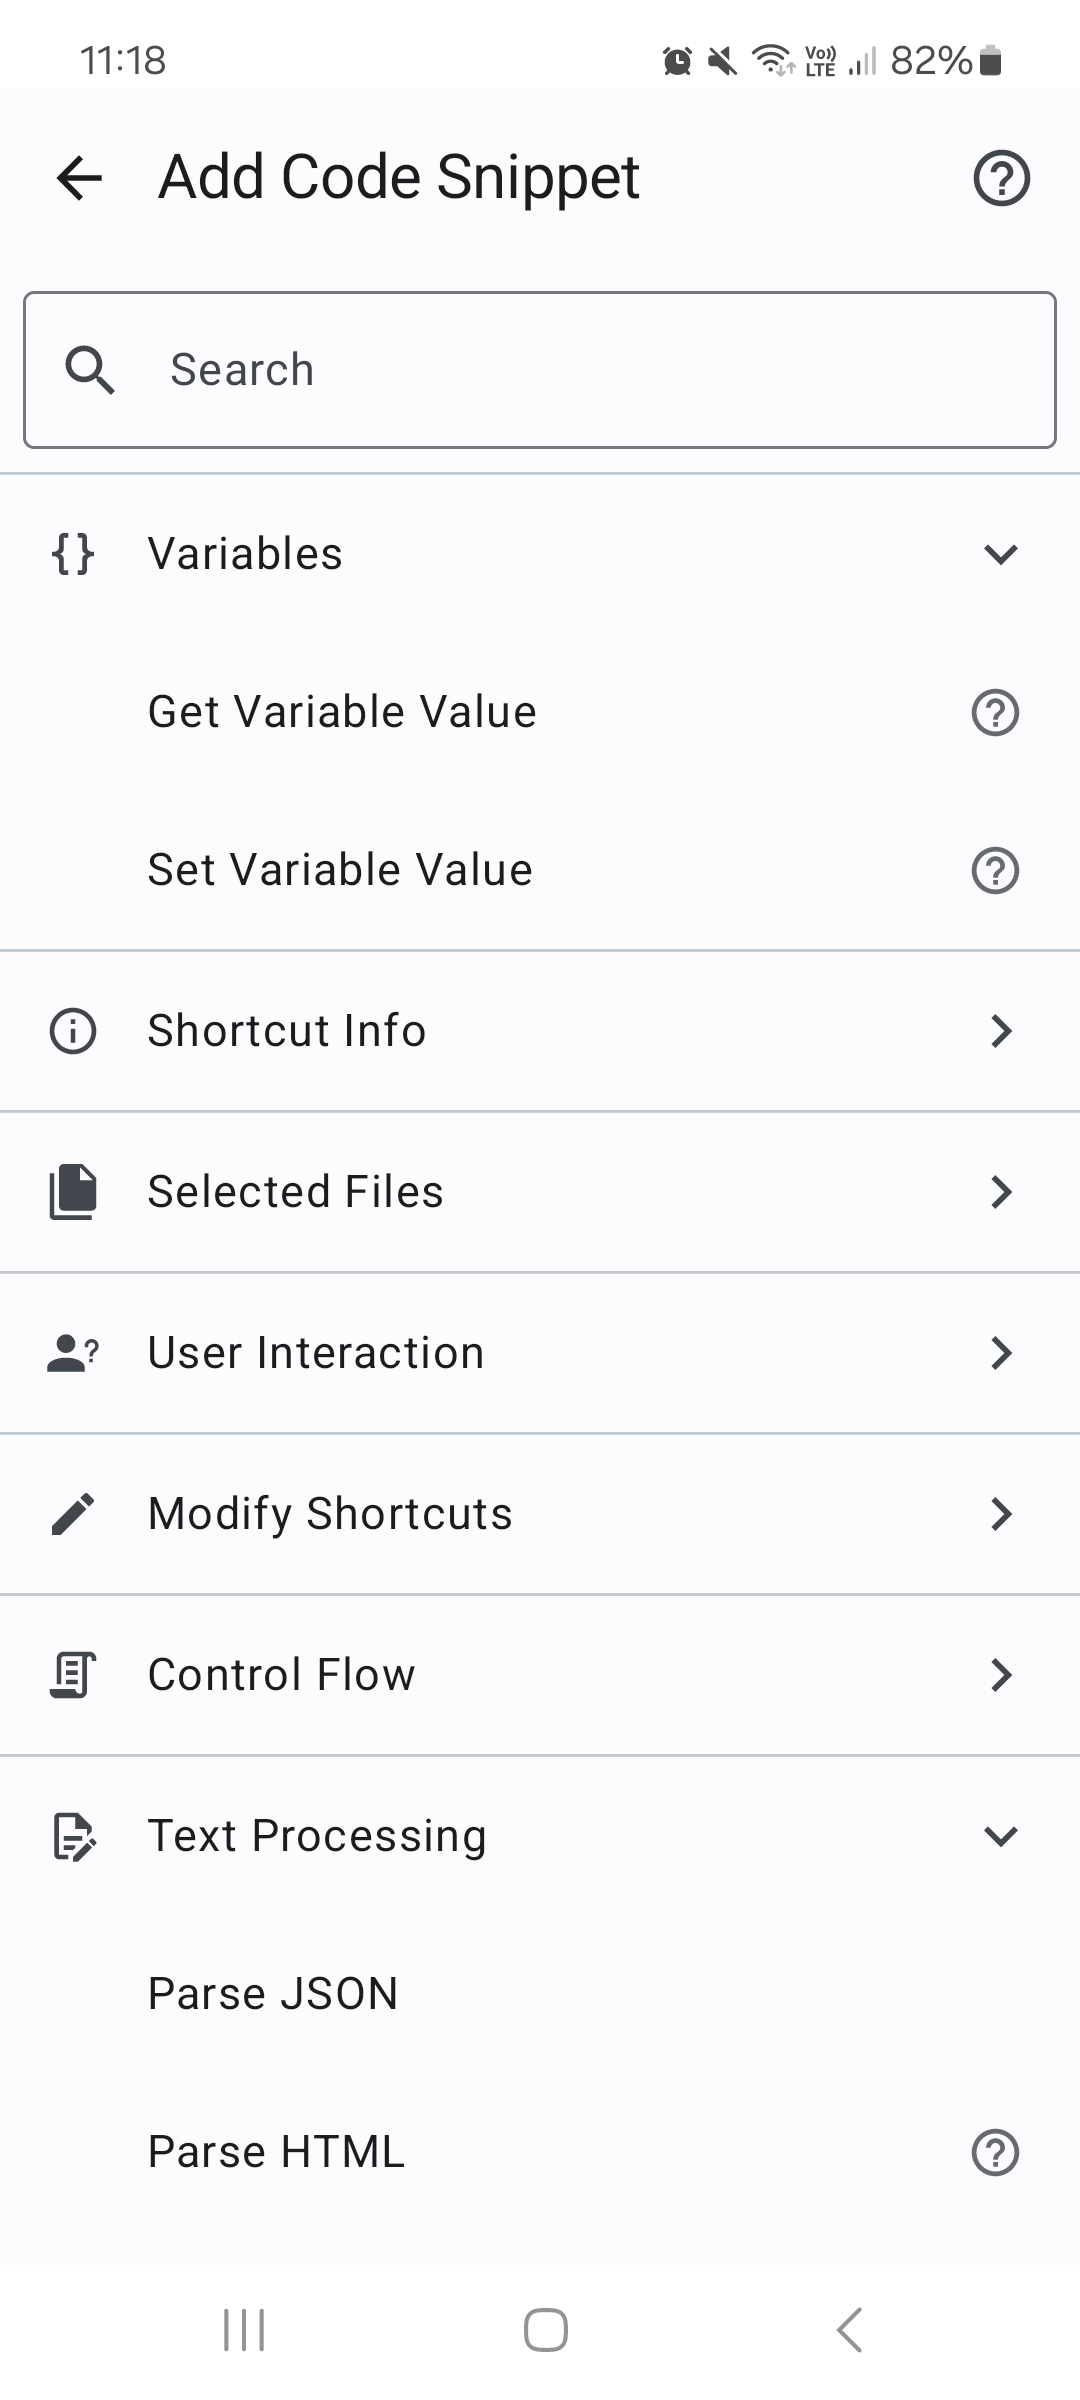 11:18
Vo)) LTE 82%
Add Code Snippet
Search
{} Variables
Get Variable Value
Set Variable Value
Shortcut Info
Selected Files
User Interaction
Modify Shortcuts
Control Flow
Text Processing
Parse JSON
Parse HTML